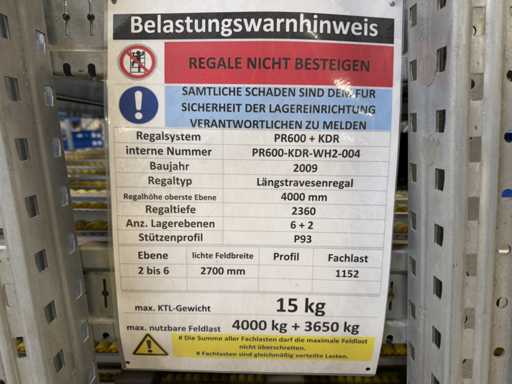 Belastungswarnhinweis
REGALE NICHT BESTEIGEN
SÄMTLICHE SCHÄDEN SIND DEM FÜR
SICHERHEIT DER LAGEREINRICHTUNG
VERANTWORTLICHEN ZU MELDEN
Regalsystem PR600 + KDR
interne Nummer PR600-KDR-WH2-004
Baujahr 2009
Regaltyp Längstravesenregal
Regalhöhe oberste Ebene 4000 mm
Regaltiefe 2360
Anz. Lagerebenen 6 + 2
Stützenprofil P93
Ebene lichte Feldbreite Profil Fachlast
2 bis 6 2700 mm 1152
max. KTL-Gewicht 15 kg
max. nutzbare Feldlast 4000 kg + 3650 kg
# Die Summe aller Fachlasten darf die maximale Feldlast
nicht überschreiten.
# Fachlasten sind gleichmäßig verteilte Lasten.